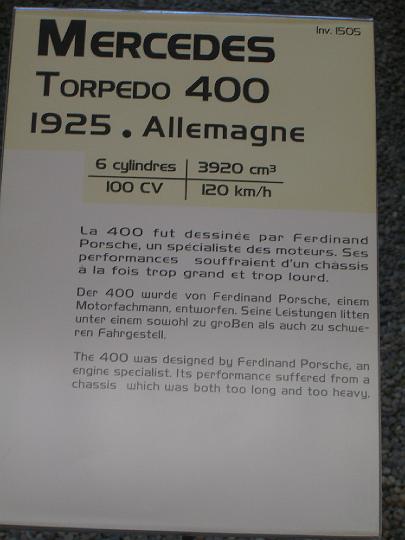 Inv. 1505
MERCEDES
TORPEDO 400
1925 . Allemagne
6 cylindres | 3920 cm³
100 CV | 120 km/h
La 400 fut dessinée par Ferdinand
Porsche, un spécialiste des moteurs. Ses
performances souffraient d'un châssis
à la fois trop grand et trop lourd.
Der 400 wurde von Ferdinand Porsche, einem
Motorfachmann, entworfen. Seine Leistungen litten
unter einem sowohl zu großen als auch zu schwe-
ren Fahrgestell.
The 400 was designed by Ferdinand Porsche, an
engine specialist. Its performance suffered from a
chassis which was both too long and too heavy.